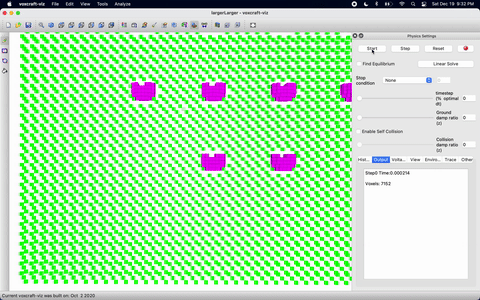 voxcraft-viz File Edit View Tools Analyze Sat Dec 19 9:32 PM
largerLarger - voxcraft-viz
Physics Settings
Start Stop Reset
Find Equilibrium Linear Solve
Stop condition None
timestep (% optimal dt) 0
Ground damp ratio (z) 0
Enable Self Collision
Collision damp ratio (z) 0
Hist... Output Volta... View Enviro... Trace Other
Step0 Time:0.000214
Voxels: 7152
Current voxcraft-viz was built on: Oct 2 2020